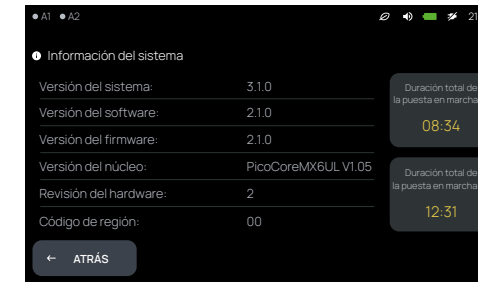 A1 A2 21
Información del sistema
Versión del sistema: 3.1.0
Versión del software: 2.1.0
Versión del firmware: 2.1.0
Versión del núcleo: PicoCoreMX6UL V1.05
Revisión del hardware: 2
Código de región: 00
← ATRÁS
Duración total de
la puesta en marcha
08:34
Duración total de
la puesta en marcha
12:31